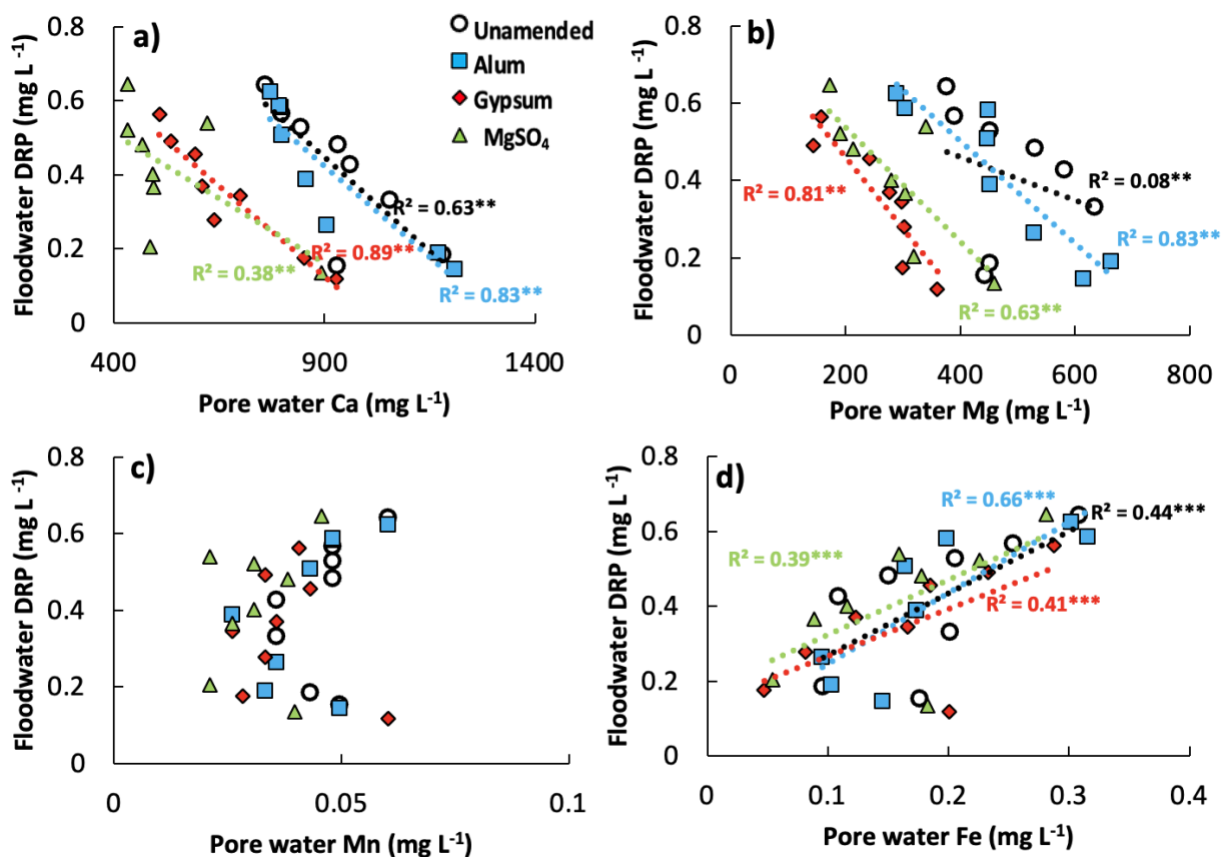 a)
Unamended
Alum
Gypsum
MgSO4
R² = 0.63**
R² = 0.89**
R² = 0.38**
R² = 0.83**
Floodwater DRP (mg L -1)
0.8
0.6
0.4
0.2
0
400 900 1400
Pore water Ca (mg L-1)
b)
R² = 0.08**
R² = 0.81**
R² = 0.83**
R² = 0.63**
Floodwater DRP (mg L -1)
0.8
0.6
0.4
0.2
0
0 200 400 600 800
Pore water Mg (mg L-1)
c)
Floodwater DRP (mg L -1)
0.8
0.6
0.4
0.2
0
0 0.05 0.1
Pore water Mn (mg L-1)
d)
R² = 0.66***
R² = 0.44***
R² = 0.39***
R² = 0.41***
Floodwater DRP (mg L -1)
0.8
0.6
0.4
0.2
0
0 0.1 0.2 0.3 0.4
Pore water Fe (mg L-1)